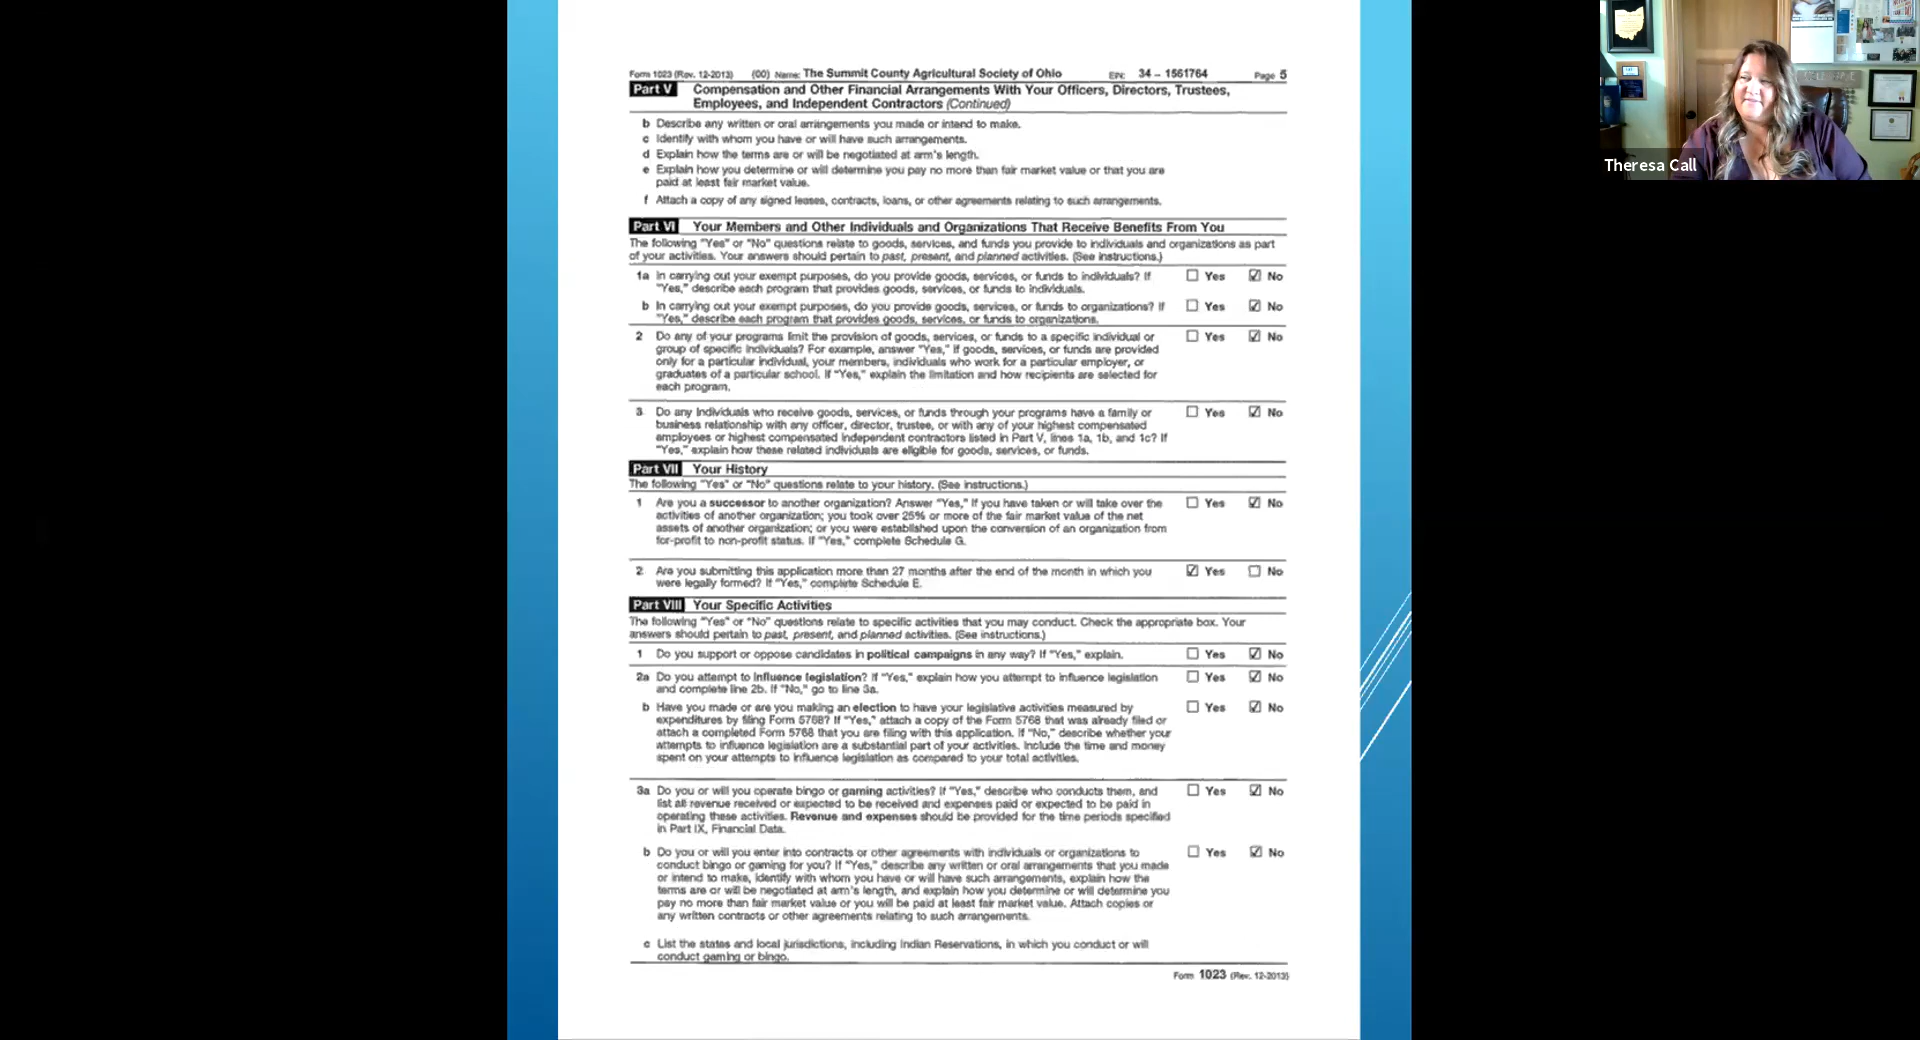 Form 1023 (Rev. 12-2013) (00) Name: The Summit County Agricultural Society of Ohio EIN: 34 – 1561764 Page 5
Part V Compensation and Other Financial Arrangements With Your Officers, Directors, Trustees,
Employees, and Independent Contractors (Continued)
b Describe any written or oral arrangements you made or intend to make.
c Identify with whom you have or will have such arrangements.
d Explain how the terms are or will be negotiated at arm's length.
e Explain how you determine or will determine you pay no more than fair market value or that you are
paid at least fair market value.
f Attach a copy of any signed leases, contracts, loans, or other agreements relating to such arrangements.
Part VI Your Members and Other Individuals and Organizations That Receive Benefits From You
The following "Yes" or "No" questions relate to goods, services, and funds you provide to individuals and organizations as part
of your activities. Your answers should pertain to past, present, and planned activities. (See instructions.)
1a In carrying out your exempt purposes, do you provide goods, services, or funds to individuals? If ☐ Yes ☑ No
"Yes," describe each program that provides goods, services, or funds to individuals.
b In carrying out your exempt purposes, do you provide goods, services, or funds to organizations? If ☐ Yes ☑ No
"Yes," describe each program that provides goods, services, or funds to organizations.
2 Do any of your programs limit the provision of goods, services, or funds to a specific individual or ☐ Yes ☑ No
group of specific individuals? For example, answer "Yes," if goods, services, or funds are provided
only for a particular individual, your members, individuals who work for a particular employer, or
graduates of a particular school. If "Yes," explain the limitation and how recipients are selected for
each program.
3 Do any individuals who receive goods, services, or funds through your programs have a family or ☐ Yes ☑ No
business relationship with any officer, director, trustee, or with any of your highest compensated
employees or highest compensated independent contractors listed in Part V, lines 1a, 1b, and 1c? If
"Yes," explain how these related individuals are eligible for goods, services, or funds.
Part VII Your History
The following "Yes" or "No" questions relate to your history. (See instructions.)
1 Are you a successor to another organization? Answer "Yes," if you have taken or will take over the ☐ Yes ☑ No
activities of another organization; you took over 25% or more of the fair market value of the net
assets of another organization; or you were established upon the conversion of an organization from
for-profit to non-profit status. If "Yes," complete Schedule G.
2 Are you submitting this application more than 27 months after the end of the month in which you ☑ Yes ☐ No
were legally formed? If "Yes," complete Schedule E.
Part VIII Your Specific Activities
The following "Yes" or "No" questions relate to specific activities that you may conduct. Check the appropriate box. Your
answers should pertain to past, present, and planned activities. (See instructions.)
1 Do you support or oppose candidates in political campaigns in any way? If "Yes," explain. ☐ Yes ☑ No
2a Do you attempt to influence legislation? If "Yes," explain how you attempt to influence legislation ☐ Yes ☑ No
and complete line 2b. If "No," go to line 3a.
b Have you made or are you making an election to have your legislative activities measured by ☐ Yes ☑ No
expenditures by filing Form 5768? If "Yes," attach a copy of the Form 5768 that was already filed or
attach a completed Form 5768 that you are filing with this application. If "No," describe whether your
attempts to influence legislation are a substantial part of your activities. Include the time and money
spent on your attempts to influence legislation as compared to your total activities.
3a Do you or will you operate bingo or gaming activities? If "Yes," describe who conducts them, and ☐ Yes ☑ No
list all revenue received or expected to be received and expenses paid or expected to be paid in
operating these activities. Revenue and expenses should be provided for the time periods specified
in Part IX, Financial Data.
b Do you or will you enter into contracts or other agreements with individuals or organizations to ☐ Yes ☑ No
conduct bingo or gaming for you? If "Yes," describe any written or oral arrangements that you made
or intend to make, identify with whom you have or will have such arrangements, explain how the
terms are or will be negotiated at arm's length, and explain how you determine or will determine you
pay no more than fair market value or you will be paid at least fair market value. Attach copies or
any written contracts or other agreements relating to such arrangements.
c List the states and local jurisdictions, including Indian Reservations, in which you conduct or will
conduct gaming or bingo.
Form 1023 (Rev. 12-2013)
Theresa Call